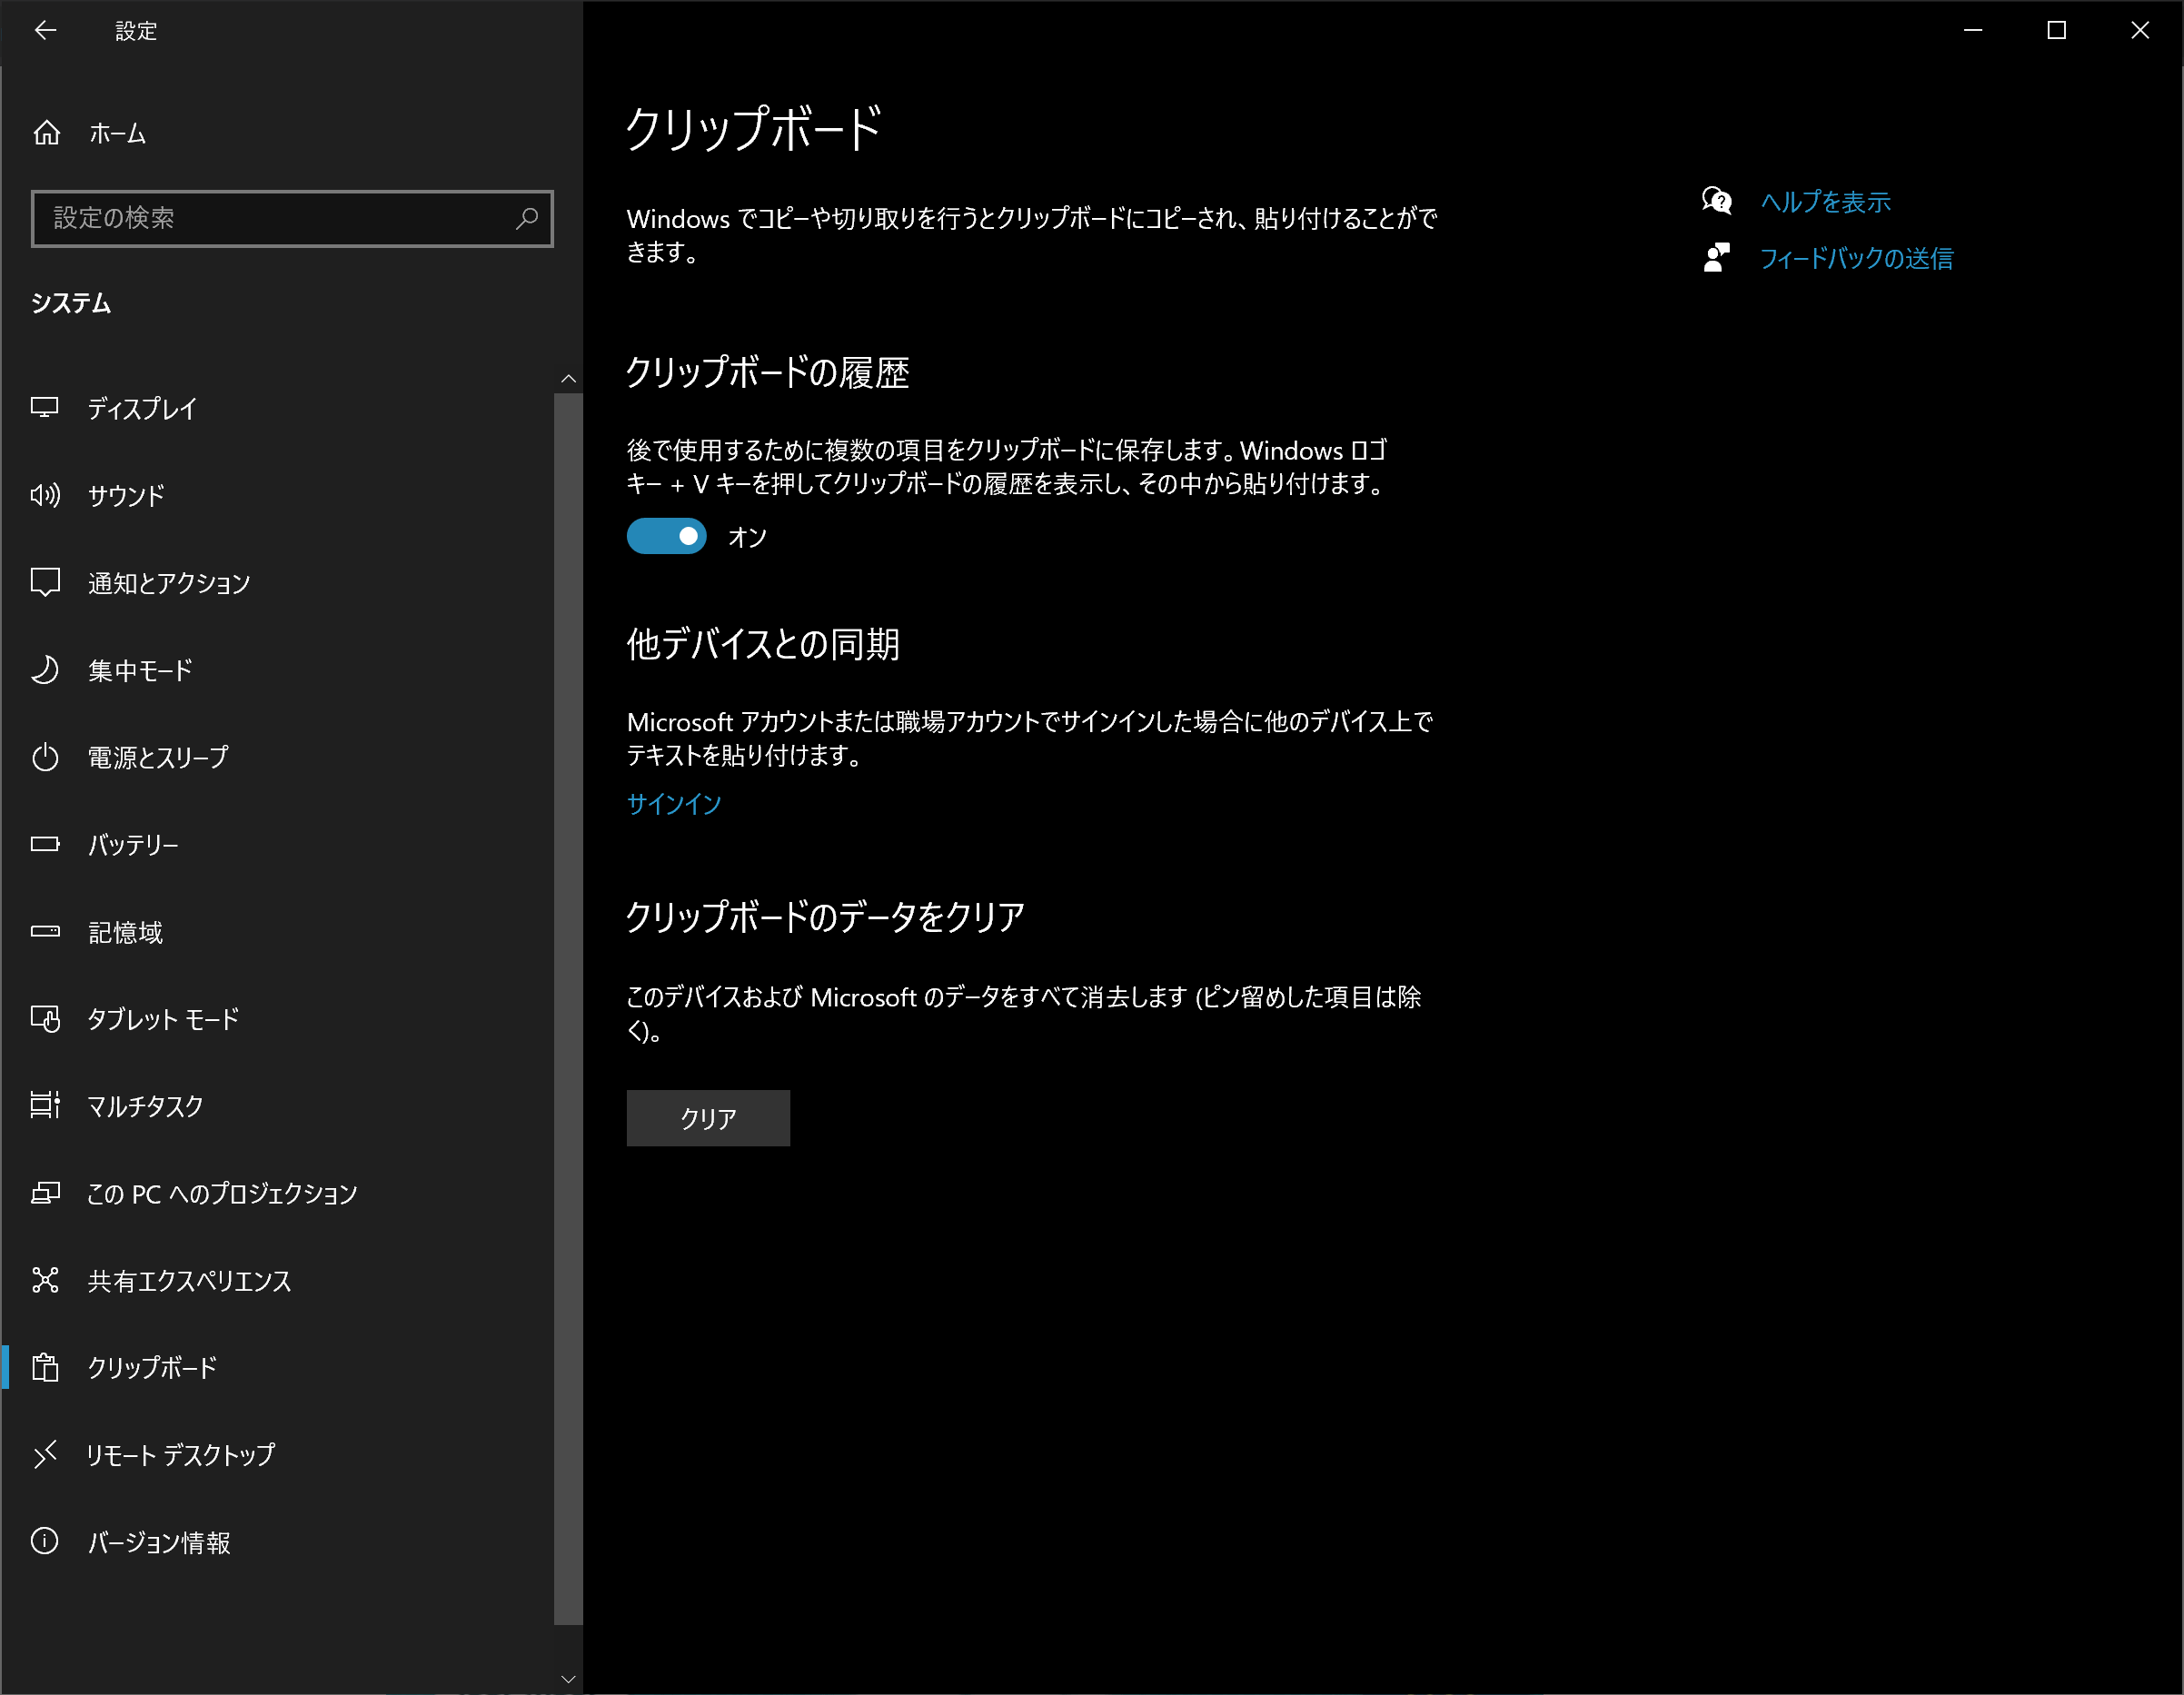 設定
ホーム
設定の検索
システム
ディスプレイ
サウンド
通知とアクション
集中モード
電源とスリープ
バッテリー
記憶域
タブレット モード
マルチタスク
この PC へのプロジェクション
共有エクスペリエンス
クリップボード
リモート デスクトップ
バージョン情報
クリップボード
Windows でコピーや切り取りを行うとクリップボードにコピーされ、貼り付けることがで
きます。
クリップボードの履歴
後で使用するために複数の項目をクリップボードに保存します。Windows ロゴ
キー + V キーを押してクリップボードの履歴を表示し、その中から貼り付けます。
オン
他デバイスとの同期
Microsoft アカウントまたは職場アカウントでサインインした場合に他のデバイス上で
テキストを貼り付けます。
サインイン
クリップボードのデータをクリア
このデバイスおよび Microsoft のデータをすべて消去します (ピン留めした項目は除
く)。
クリア
ヘルプを表示
フィードバックの送信